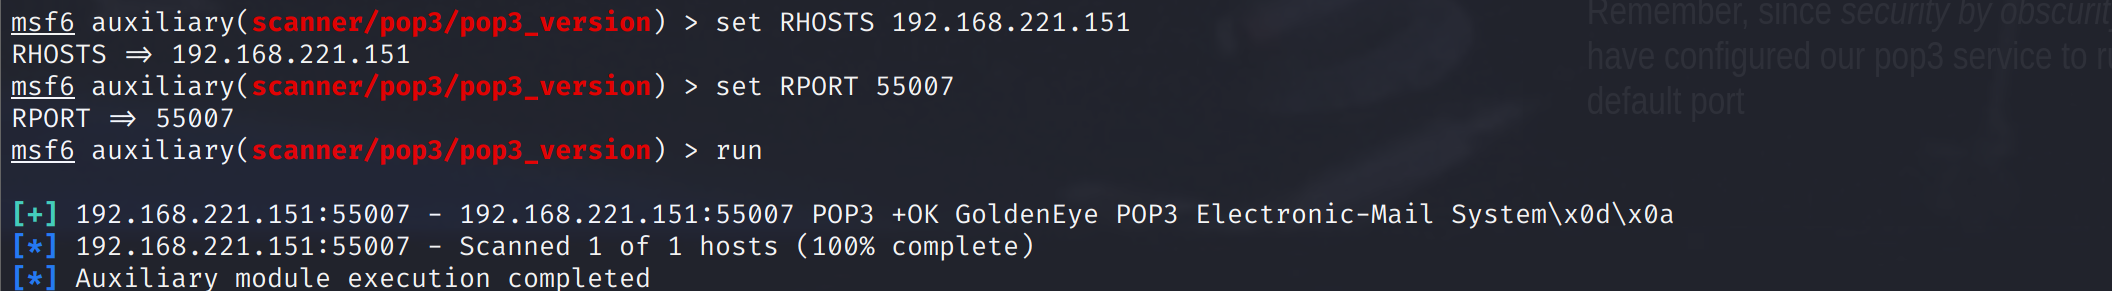 msf6 auxiliary(scanner/pop3/pop3_version) > set RHOSTS 192.168.221.151
RHOSTS => 192.168.221.151
msf6 auxiliary(scanner/pop3/pop3_version) > set RPORT 55007
RPORT => 55007
msf6 auxiliary(scanner/pop3/pop3_version) > run
[+] 192.168.221.151:55007 - 192.168.221.151:55007 POP3 +OK GoldenEye POP3 Electronic-Mail System\x0d\x0a
[*] 192.168.221.151:55007 - Scanned 1 of 1 hosts (100% complete)
[*] Auxiliary module execution completed
Remember, since security by
have configured our pop3 service to
default port